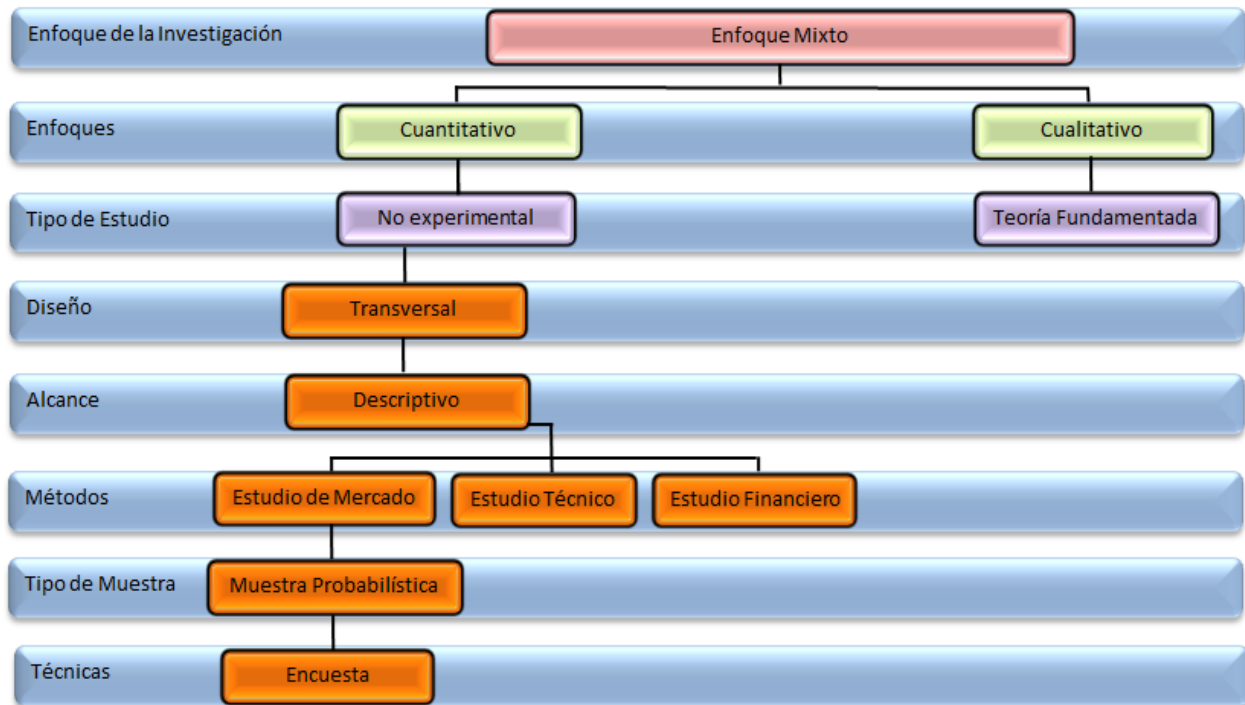 Enfoque de la Investigación
Enfoque Mixto
Enfoques
Cuantitativo
Cualitativo
Tipo de Estudio
No experimental
Teoría Fundamentada
Diseño
Transversal
Alcance
Descriptivo
Métodos
Estudio de Mercado
Estudio Técnico
Estudio Financiero
Tipo de Muestra
Muestra Probabilística
Técnicas
Encuesta